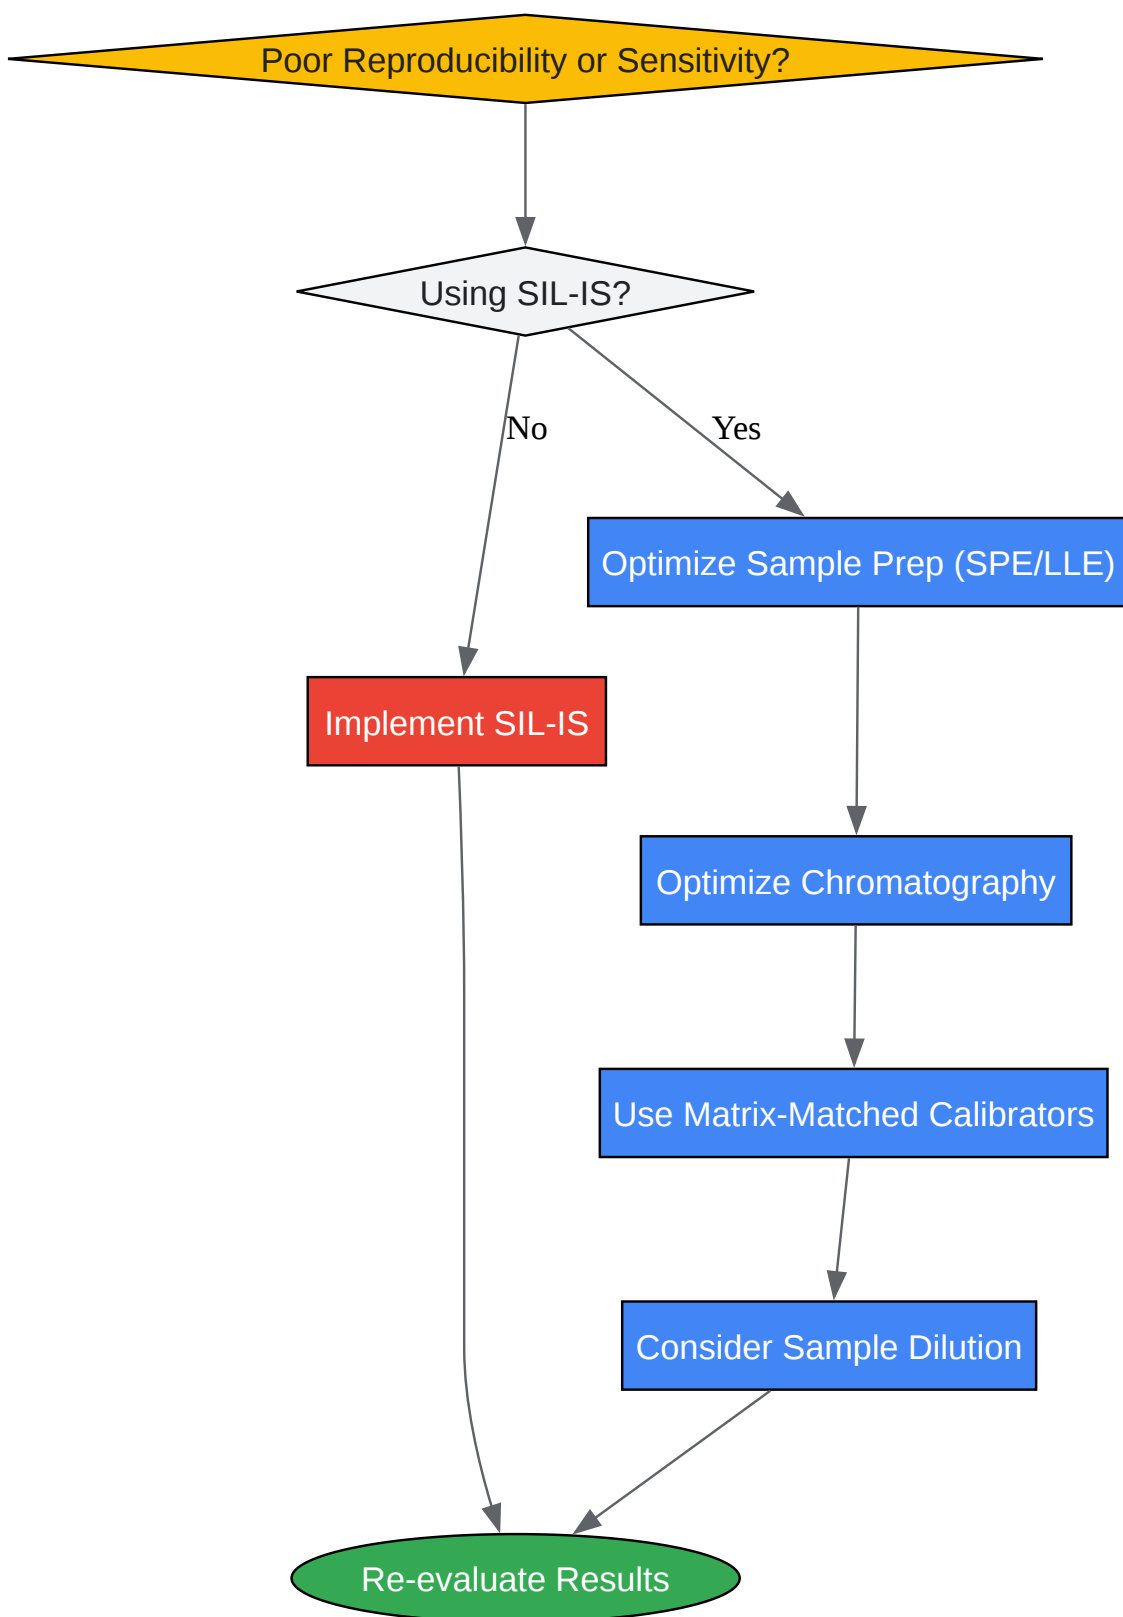 Poor Reproducibility or Sensitivity?
Using SIL-IS?
No
Yes
Optimize Sample Prep (SPE/LLE)
Implement SIL-IS
Optimize Chromatography
Use Matrix-Matched Calibrators
Consider Sample Dilution
Re-evaluate Results